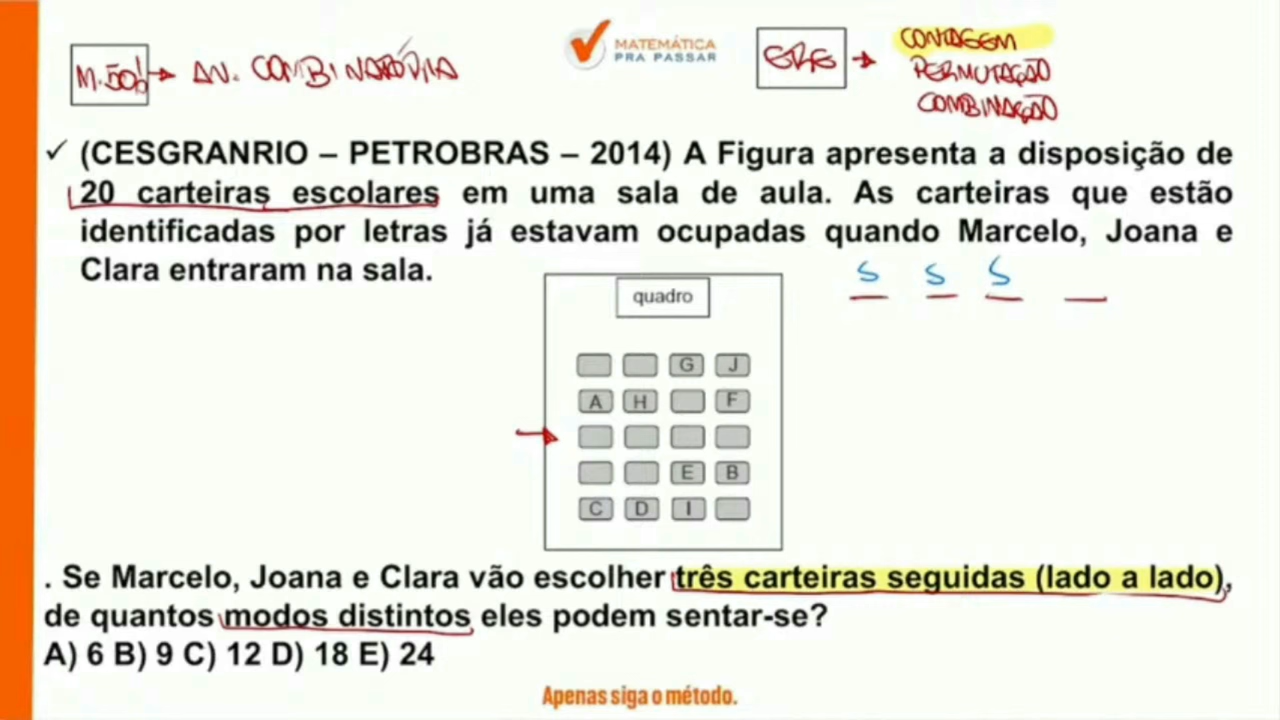 M.50! → AN. COMBINATÓRIA
MATEMÁTICA
PRA PASSAR
CONTAGEM
PERMUTAÇÃO
COMBINAÇÃO
✓ (CESGRANRIO – PETROBRAS – 2014) A Figura apresenta a disposição de
20 carteiras escolares em uma sala de aula. As carteiras que estão
identificadas por letras já estavam ocupadas quando Marcelo, Joana e
Clara entraram na sala.
S S S
quadro
G J
A H F
E B
C D I
. Se Marcelo, Joana e Clara vão escolher três carteiras seguidas (lado a lado),
de quantos modos distintos eles podem sentar-se?
A) 6 B) 9 C) 12 D) 18 E) 24
Apenas siga o método.